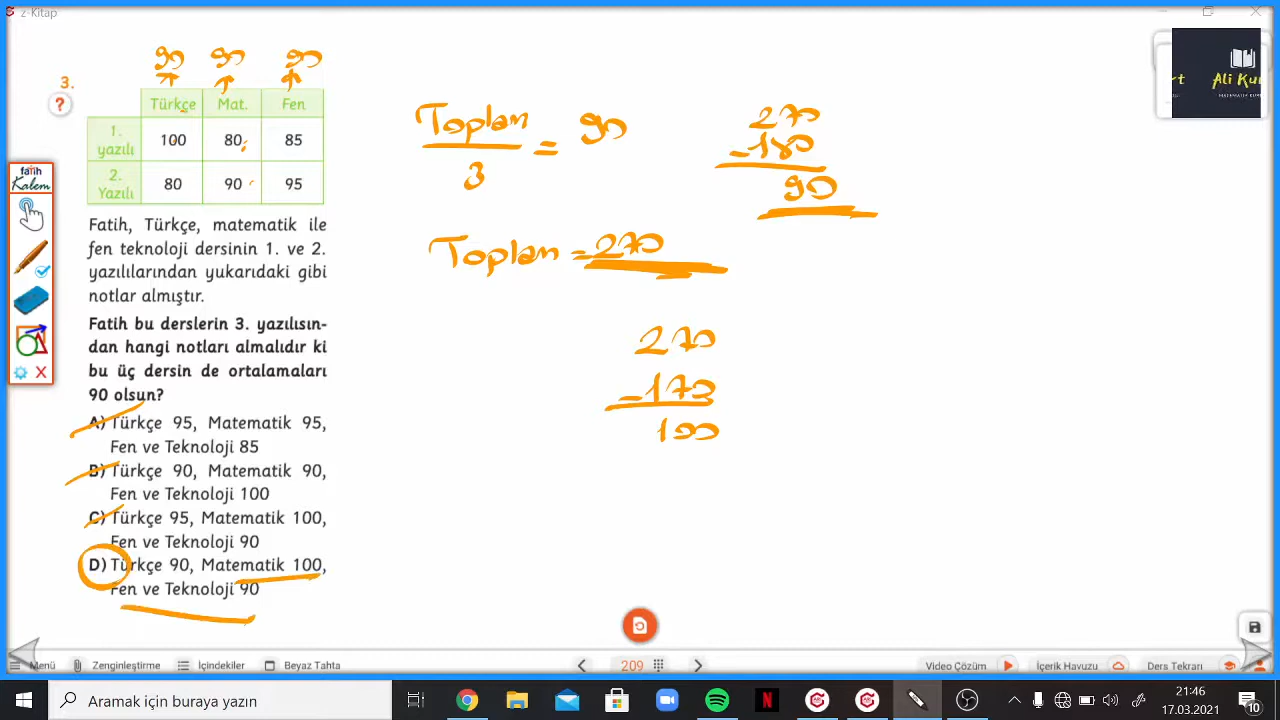 z-Kitap
90 90 90
3.
?
Türkçe Mat. Fen
1. yazılı 100 80 85
2. Yazılı 80 90 95
Fatih, Türkçe, matematik ile
fen teknoloji dersinin 1. ve 2.
yazılılarından yukarıdaki gibi
notlar almıştır.
Fatih bu derslerin 3. yazılısın-
dan hangi notları almalıdır ki
bu üç dersin de ortalamaları
90 olsun?
A) Türkçe 95, Matematik 95,
Fen ve Teknoloji 85
B) Türkçe 90, Matematik 90,
Fen ve Teknoloji 100
C) Türkçe 95, Matematik 100,
Fen ve Teknoloji 90
D) Türkçe 90, Matematik 100,
Fen ve Teknoloji 90
Toplan
3
= 90
Toplan = 270
270
-180
90
270
-173
100
fatih
Kalem
Ali Kur
Menü Zenginleştirme İçindekiler Beyaz Tahta 209 Video Çözüm İçerik Havuzu Ders Tekrarı
Aramak için buraya yazın
21:46
17.03.2021
10